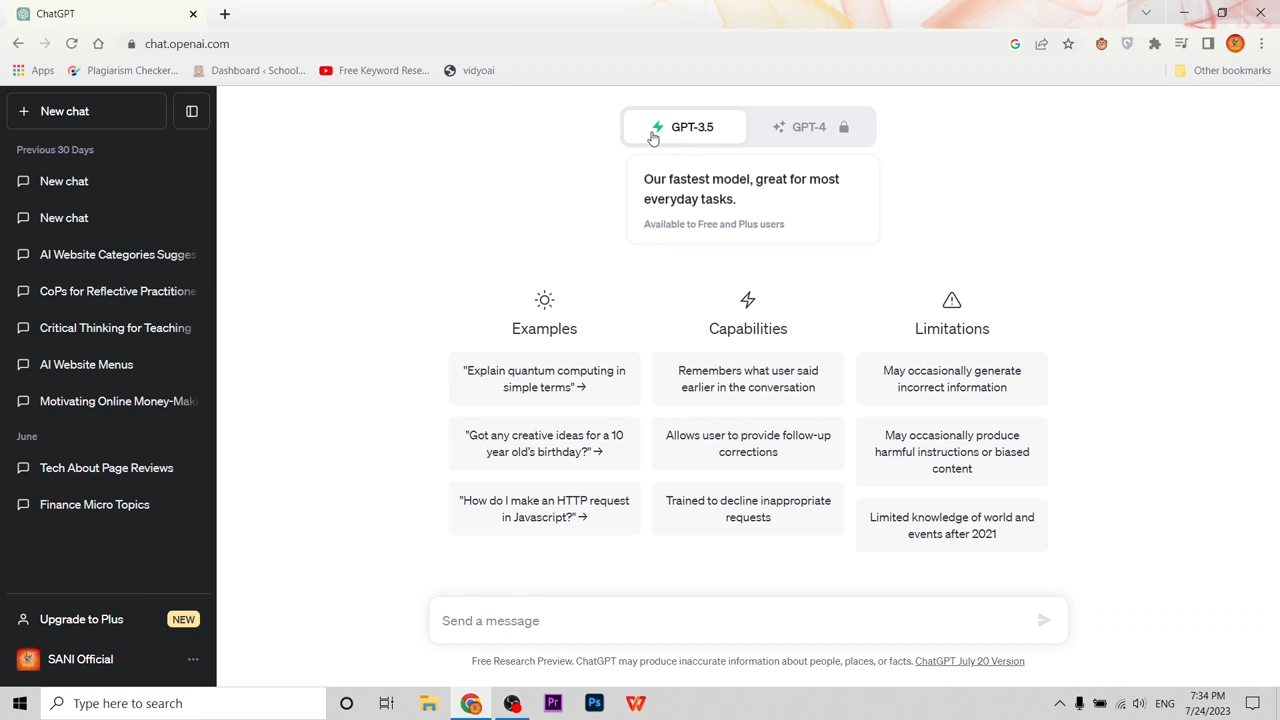 ChatGPT
chat.openai.com
Apps
Plagiarism Checker...
Dashboard ‹ School...
Free Keyword Rese...
vidyoai
Other bookmarks
New chat
Previous 30 Days
New chat
New chat
AI Website Categories Sugges
CoPs for Reflective Practitione
Critical Thinking for Teaching
AI Website Menus
Motivating Online Money-Maki
June
Tech About Page Reviews
Finance Micro Topics
Upgrade to Plus
NEW
SANI Official
GPT-3.5
GPT-4
Our fastest model, great for most
everyday tasks.
Available to Free and Plus users
Examples
"Explain quantum computing in
simple terms" →
"Got any creative ideas for a 10
year old's birthday?" →
"How do I make an HTTP request
in Javascript?" →
Capabilities
Remembers what user said
earlier in the conversation
Allows user to provide follow-up
corrections
Trained to decline inappropriate
requests
Limitations
May occasionally generate
incorrect information
May occasionally produce
harmful instructions or biased
content
Limited knowledge of world and
events after 2021
Send a message
Free Research Preview. ChatGPT may produce inaccurate information about people, places, or facts. ChatGPT July 20 Version
Type here to search
Pr
Ps
ENG
7:34 PM
7/24/2023